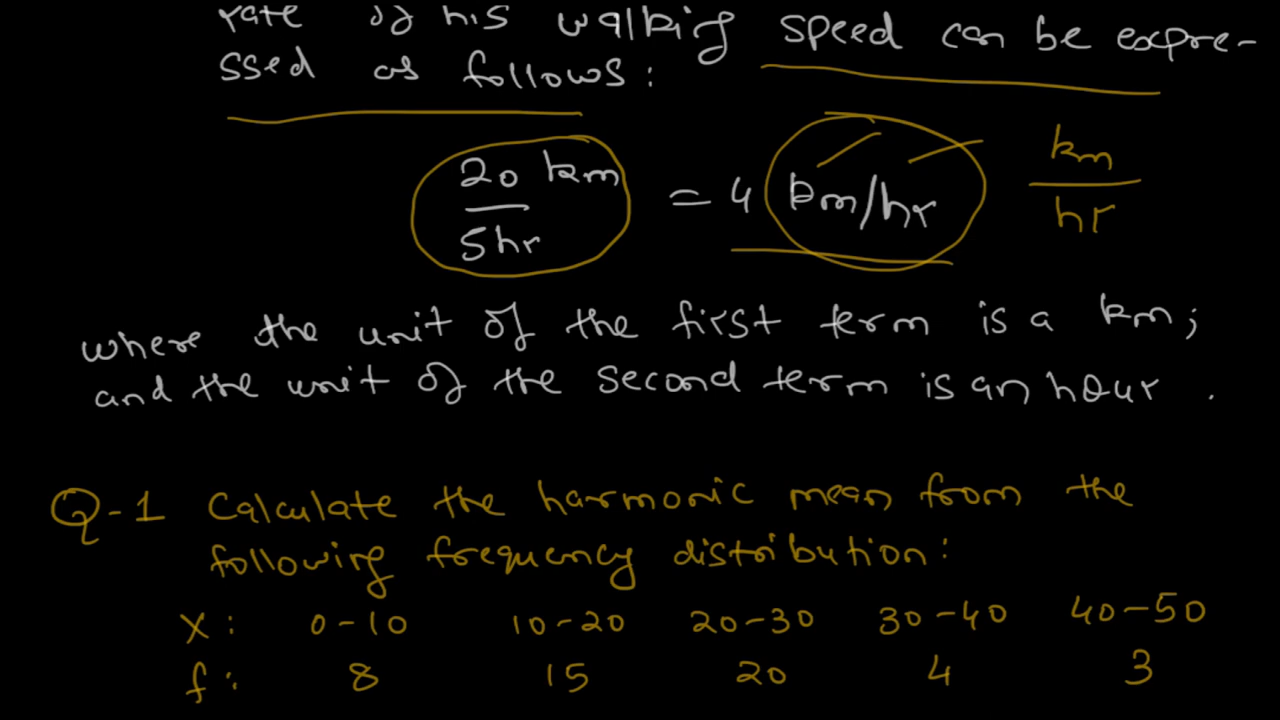 rate of his walking speed can be expre-
ssed as follows:
20 km
5hr
= 4 km/hr
km
hr
where the unit of the first term is a km;
and the unit of the second term is an hour.
Q-1 Calculate the harmonic mean from the
following frequency distribution:
X: 0-10 10-20 20-30 30-40 40-50
f: 8 15 20 4 3